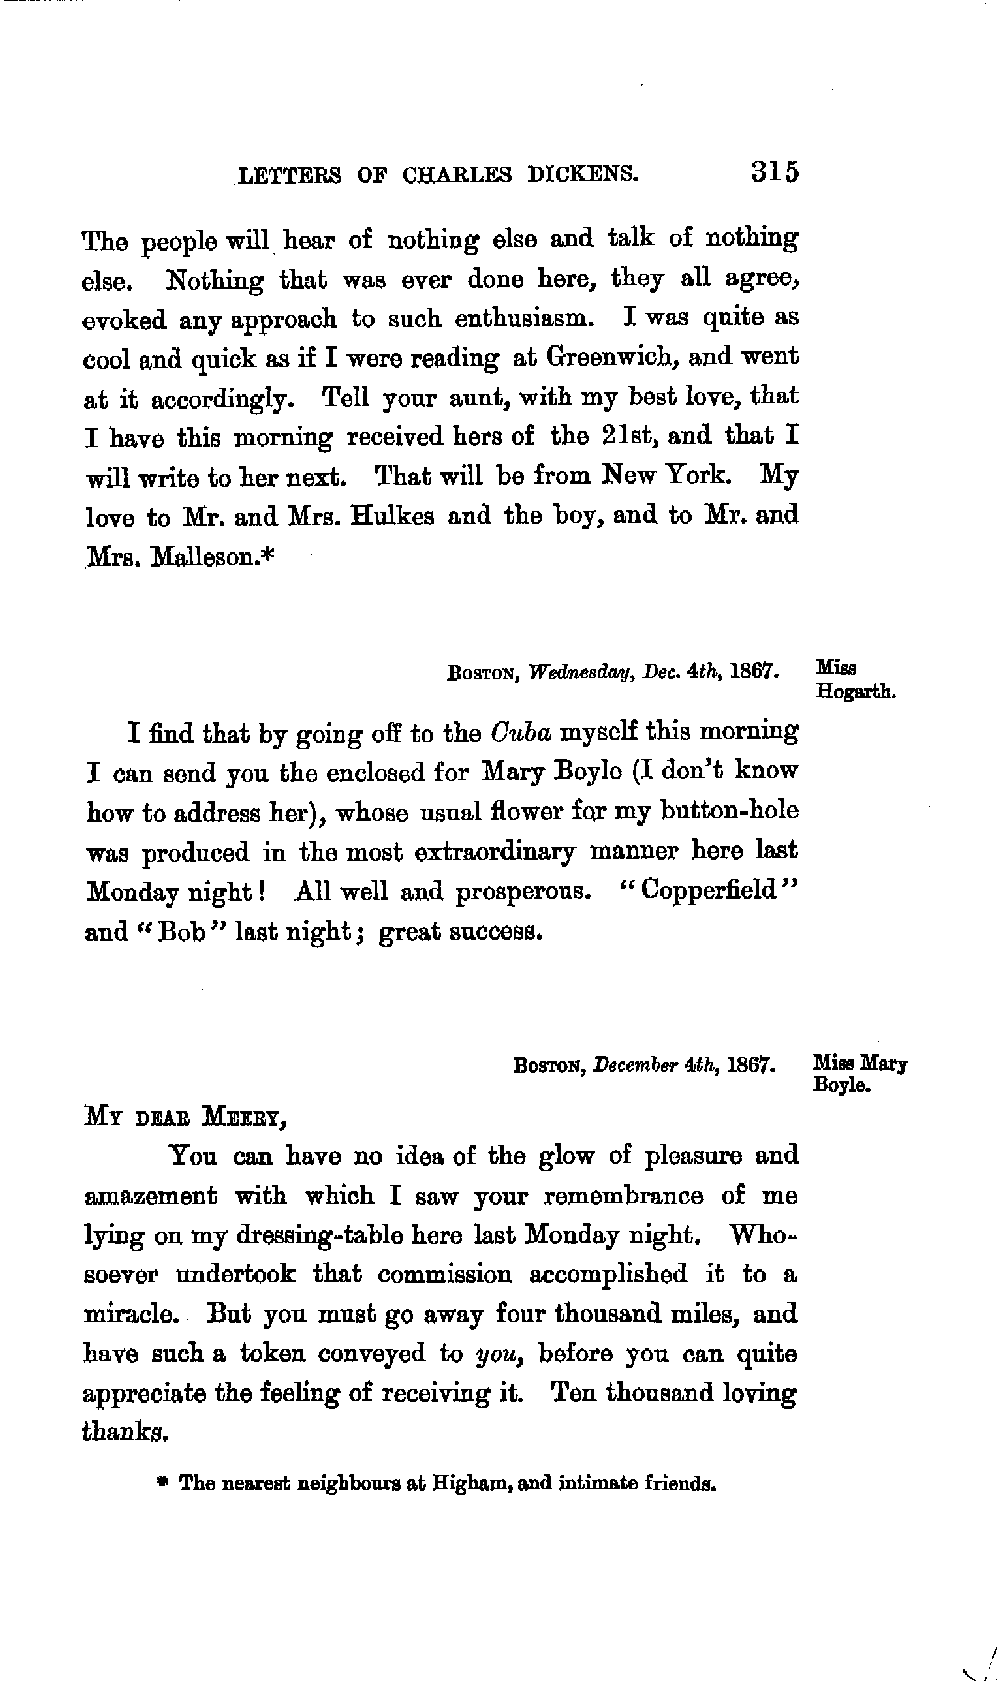 LETTERS OF CHARLES DICKENS. 315
The people will hear of nothing else and talk of nothing
else. Nothing that was ever done here, they all agree,
evoked any approach to such enthusiasm. I was quite as
cool and quick as if I were reading at Greenwich, and went
at it accordingly. Tell your aunt, with my best love, that
I have this morning received hers of the 21st, and that I
will write to her next. That will be from New York. My
love to Mr. and Mrs. Hulkes and the boy, and to Mr. and
Mrs. Malleson.*
BOSTON, Wednesday, Dec. 4th, 1867. Miss
Hogarth.
I find that by going off to the Cuba myself this morning
I can send you the enclosed for Mary Boyle (I don't know
how to address her), whose usual flower for my button-hole
was produced in the most extraordinary manner here last
Monday night! All well and prosperous. "Copperfield"
and "Bob" last night; great success.
BOSTON, December 4th, 1867. Miss Mary
Boyle.
MY DEAR MEERY,
You can have no idea of the glow of pleasure and
amazement with which I saw your remembrance of me
lying on my dressing-table here last Monday night. Who-
soever undertook that commission accomplished it to a
miracle. But you must go away four thousand miles, and
have such a token conveyed to you, before you can quite
appreciate the feeling of receiving it. Ten thousand loving
thanks.
* The nearest neighbours at Higham, and intimate friends.